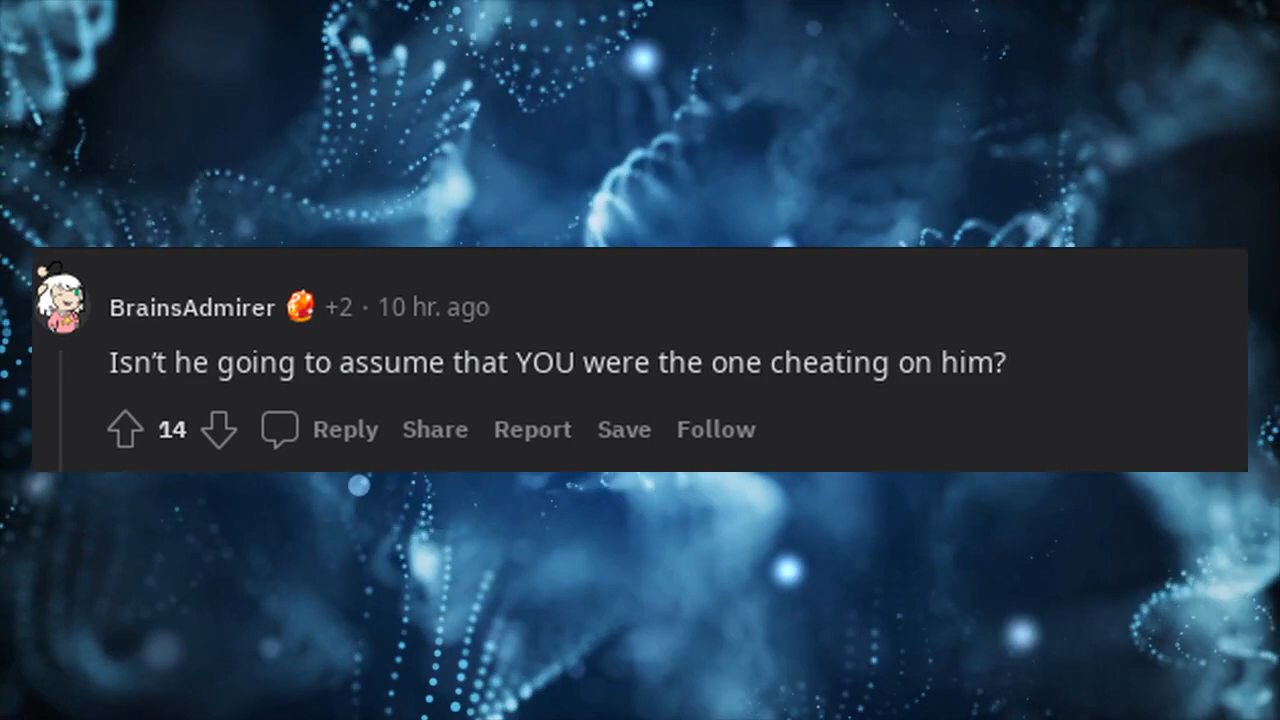 BrainsAdmirer +2 · 10 hr. ago
Isn’t he going to assume that YOU were the one cheating on him?
14 Reply Share Report Save Follow